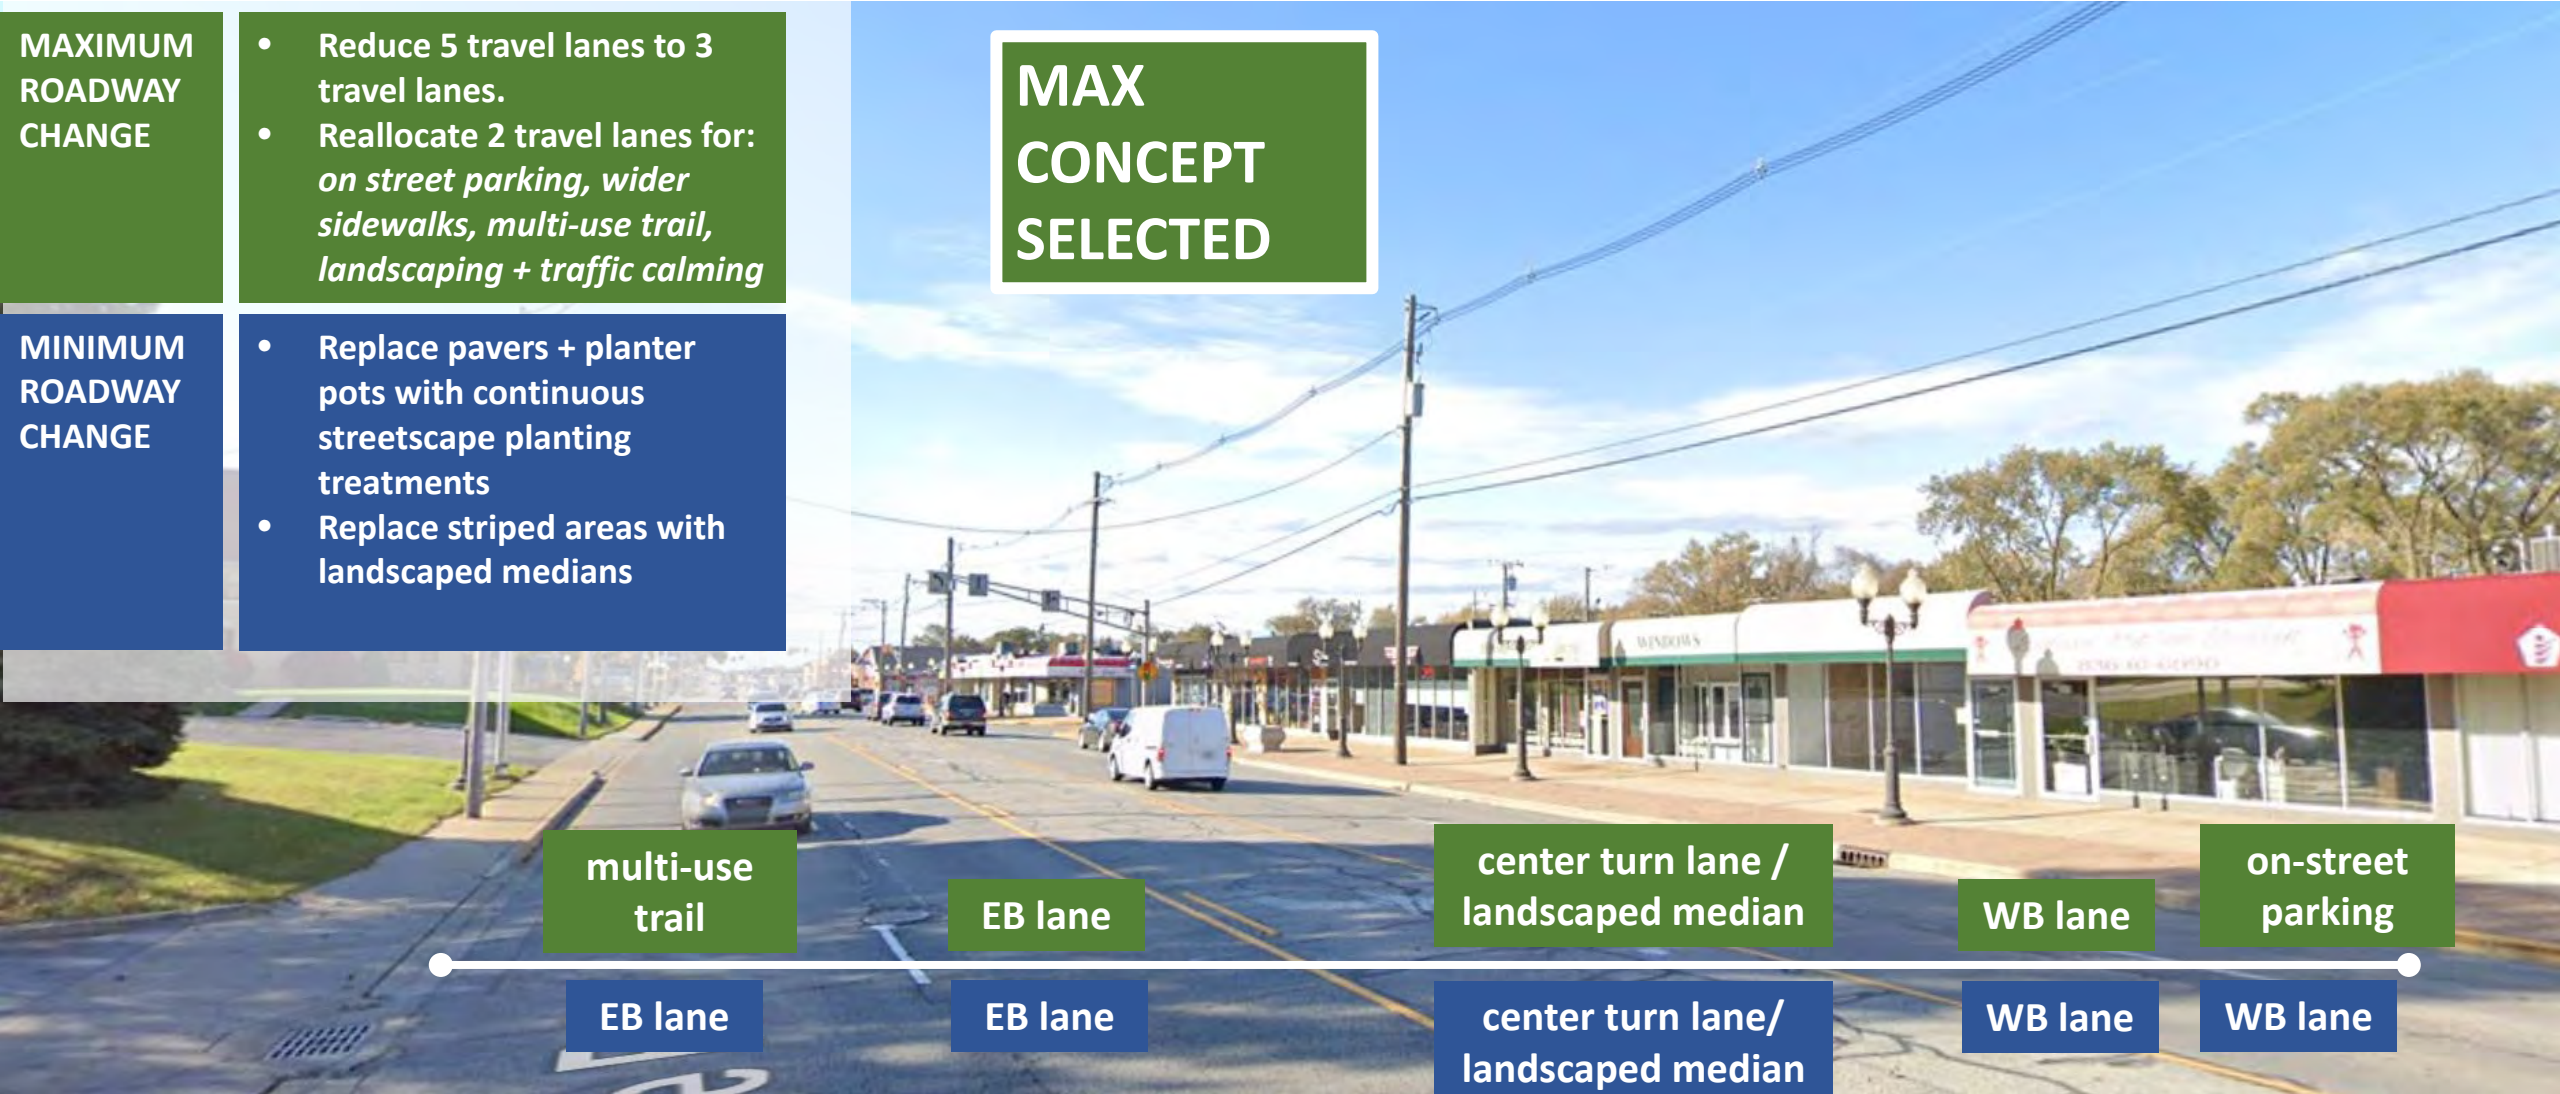 MAXIMUM
ROADWAY
CHANGE
• Reduce 5 travel lanes to 3
travel lanes.
• Reallocate 2 travel lanes for:
on street parking, wider
sidewalks, multi-use trail,
landscaping + traffic calming
MINIMUM
ROADWAY
CHANGE
• Replace pavers + planter
pots with continuous
streetscape planting
treatments
• Replace striped areas with
landscaped medians
MAX
CONCEPT
SELECTED
WINDOWS
multi-use
trail
EB lane
center turn lane /
landscaped median
WB lane
on-street
parking
EB lane
EB lane
center turn lane/
landscaped median
WB lane
WB lane